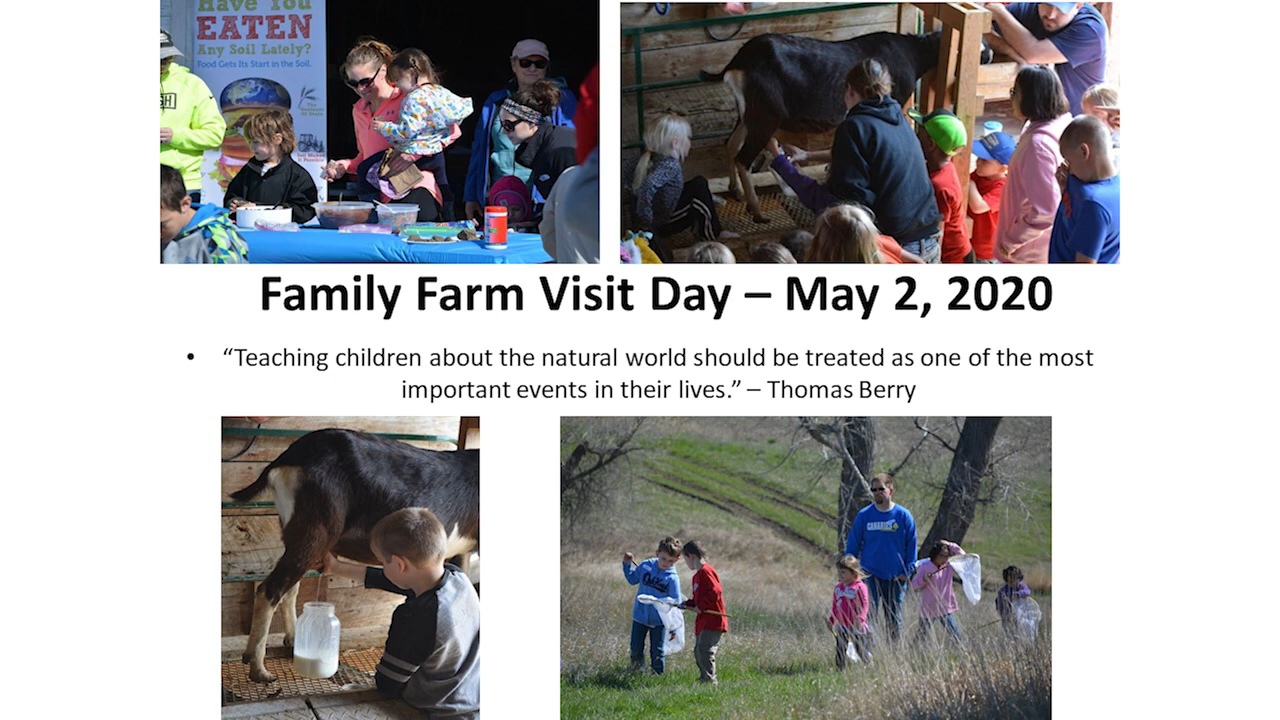 Have You
EATEN
Any Soil Lately?
Food Gets Its Start in the Soil.
Family Farm Visit Day – May 2, 2020
• “Teaching children about the natural world should be treated as one of the most
important events in their lives.” – Thomas Berry
CANARIES